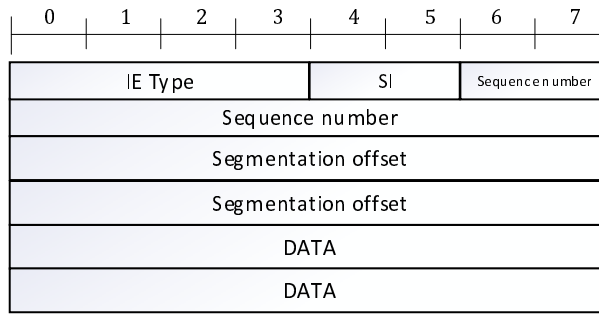 0 1 2 3 4 5 6 7
IE Type SI Sequence number
Sequence number
Segmentation offset
Segmentation offset
DATA
DATA